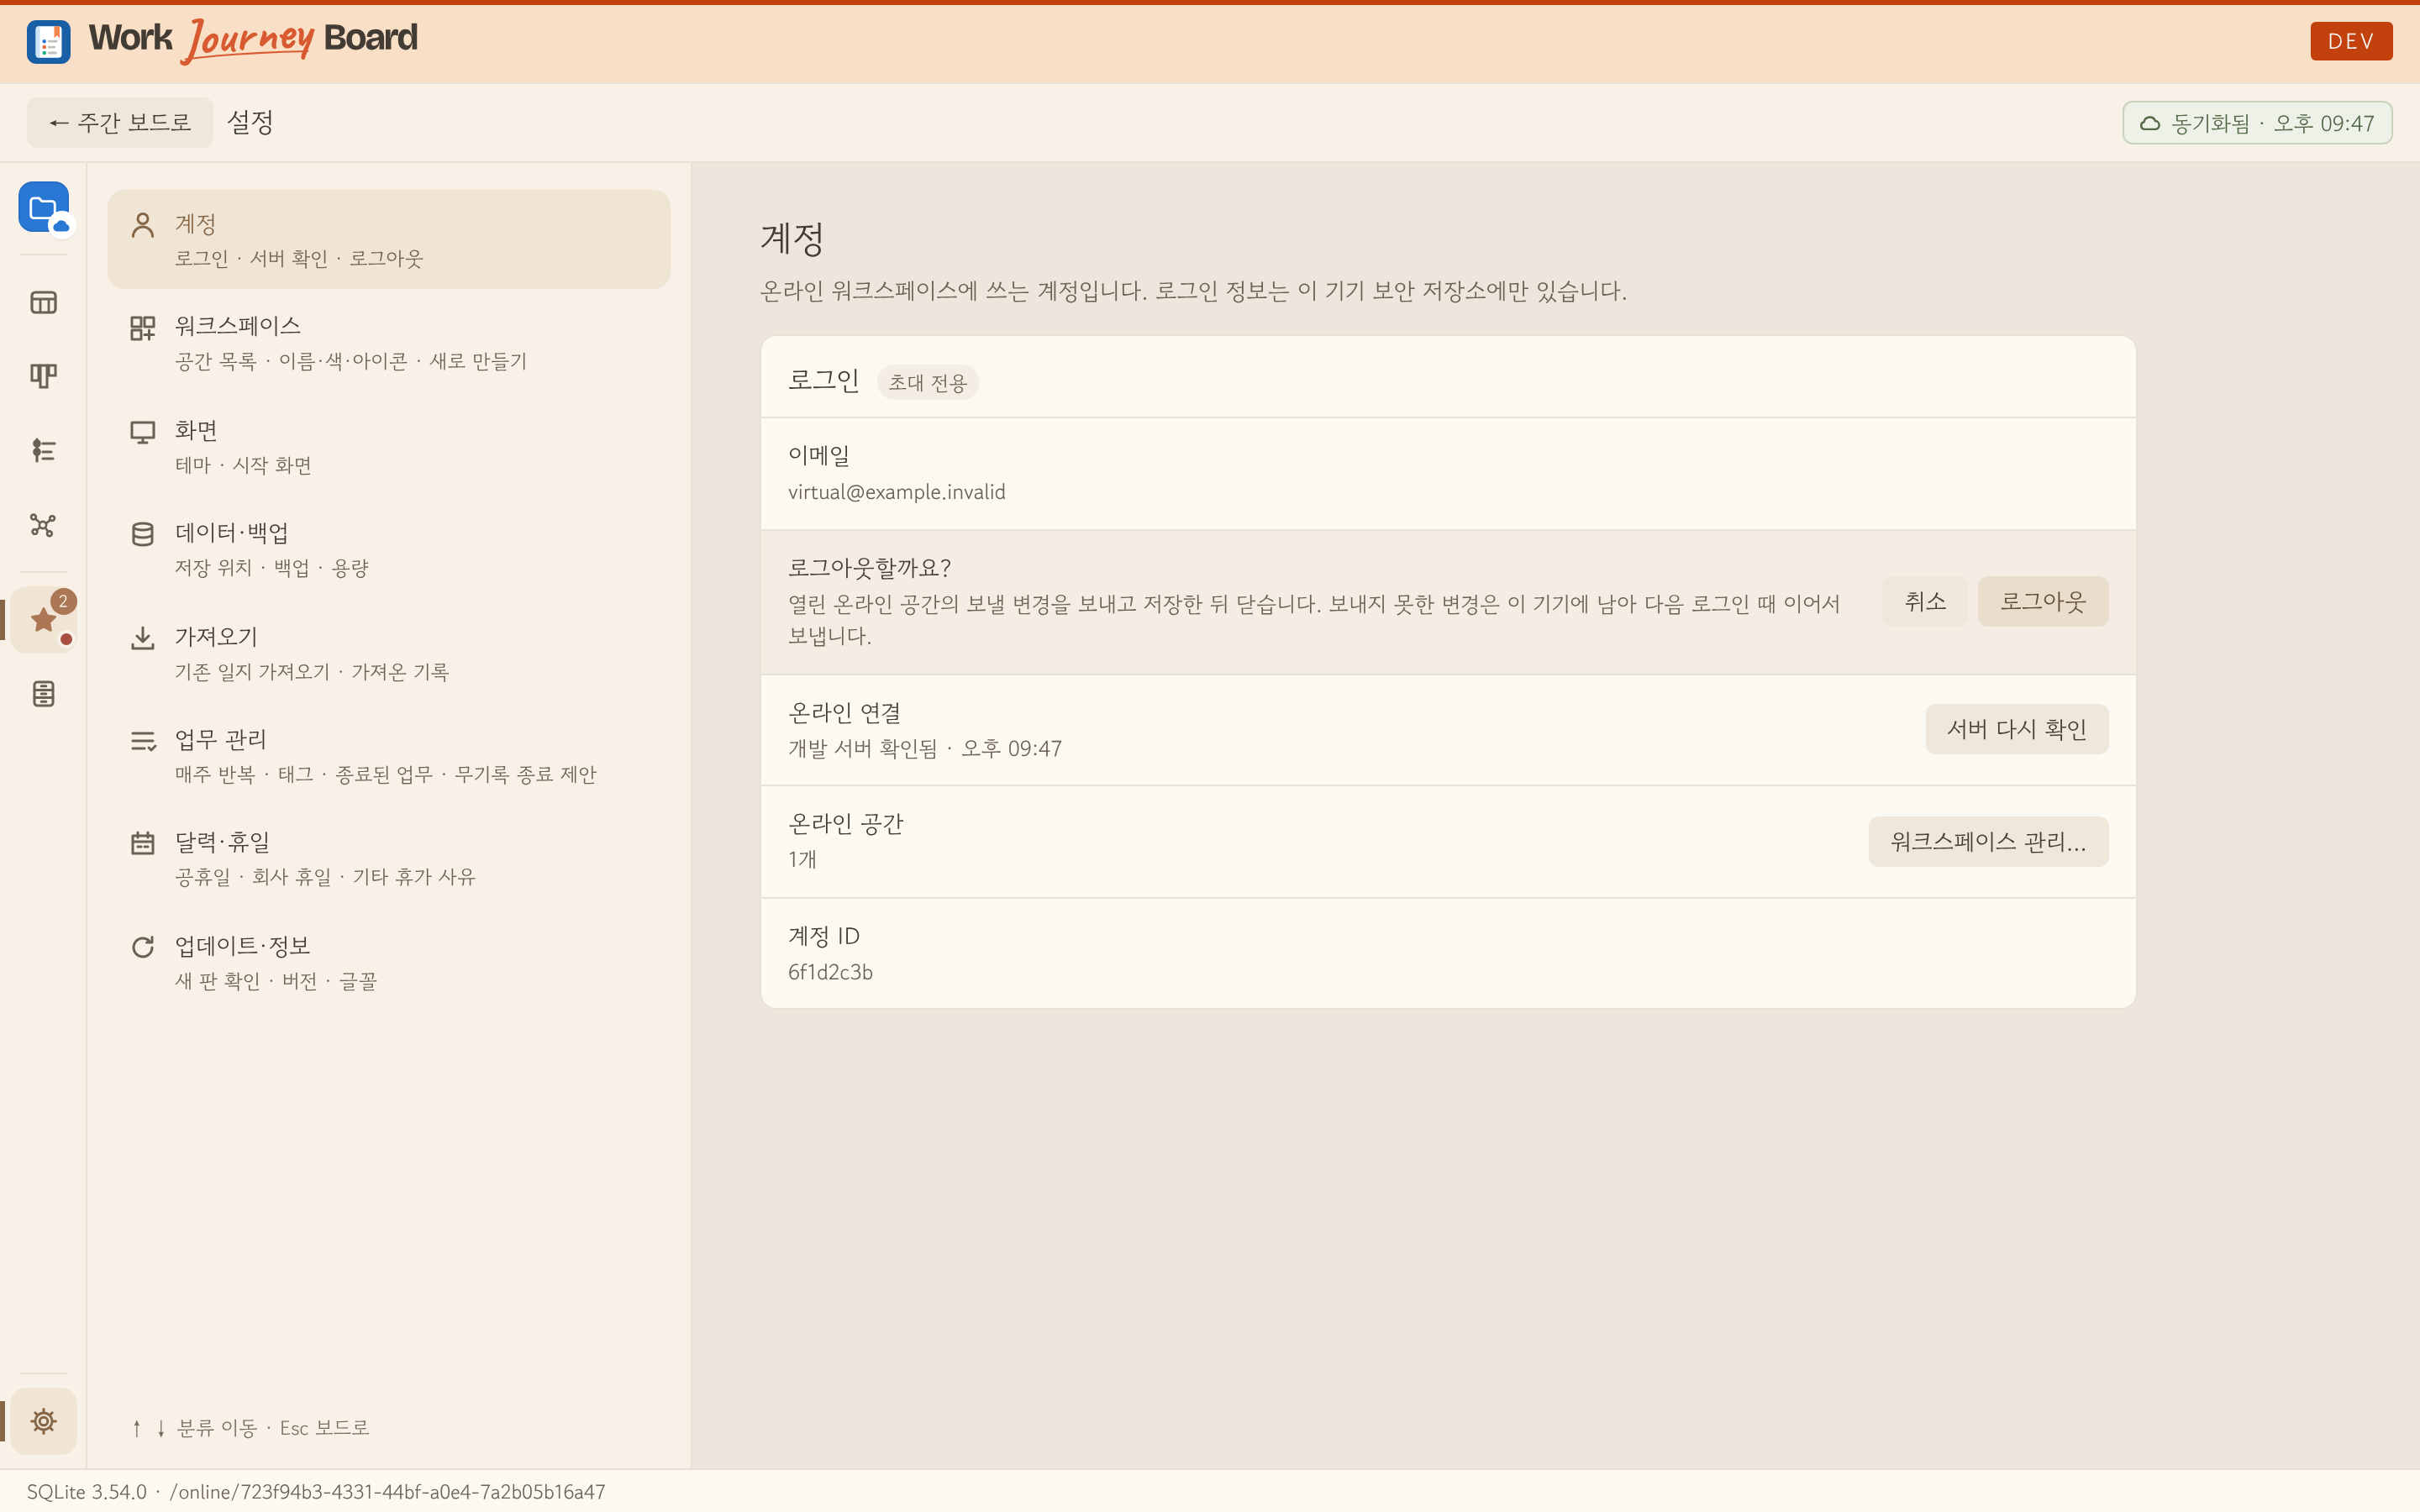 Work Journey Board
DEV
← 주간 보드로
설정
동기화됨 · 오후 09:47
2
계정
로그인 · 서버 확인 · 로그아웃
워크스페이스
공간 목록 · 이름·색·아이콘 · 새로 만들기
화면
테마 · 시작 화면
데이터·백업
저장 위치 · 백업 · 용량
가져오기
기존 일지 가져오기 · 가져온 기록
업무 관리
매주 반복 · 태그 · 종료된 업무 · 무기록 종료 제안
달력·휴일
공휴일 · 회사 휴일 · 기타 휴가 사유
업데이트·정보
새 판 확인 · 버전 · 글꼴
↑ ↓ 분류 이동 · Esc 보드로
계정
온라인 워크스페이스에 쓰는 계정입니다. 로그인 정보는 이 기기 보안 저장소에만 있습니다.
로그인 초대 전용
이메일
virtual@example.invalid
로그아웃할까요?
열린 온라인 공간의 보낼 변경을 보내고 저장한 뒤 닫습니다. 보내지 못한 변경은 이 기기에 남아 다음 로그인 때 이어서
보냅니다.
취소
로그아웃
온라인 연결
개발 서버 확인됨 · 오후 09:47
서버 다시 확인
온라인 공간
1개
워크스페이스 관리...
계정 ID
6f1d2c3b
SQLite 3.54.0 · /online/723f94b3-4331-44bf-a0e4-7a2b05b16a47